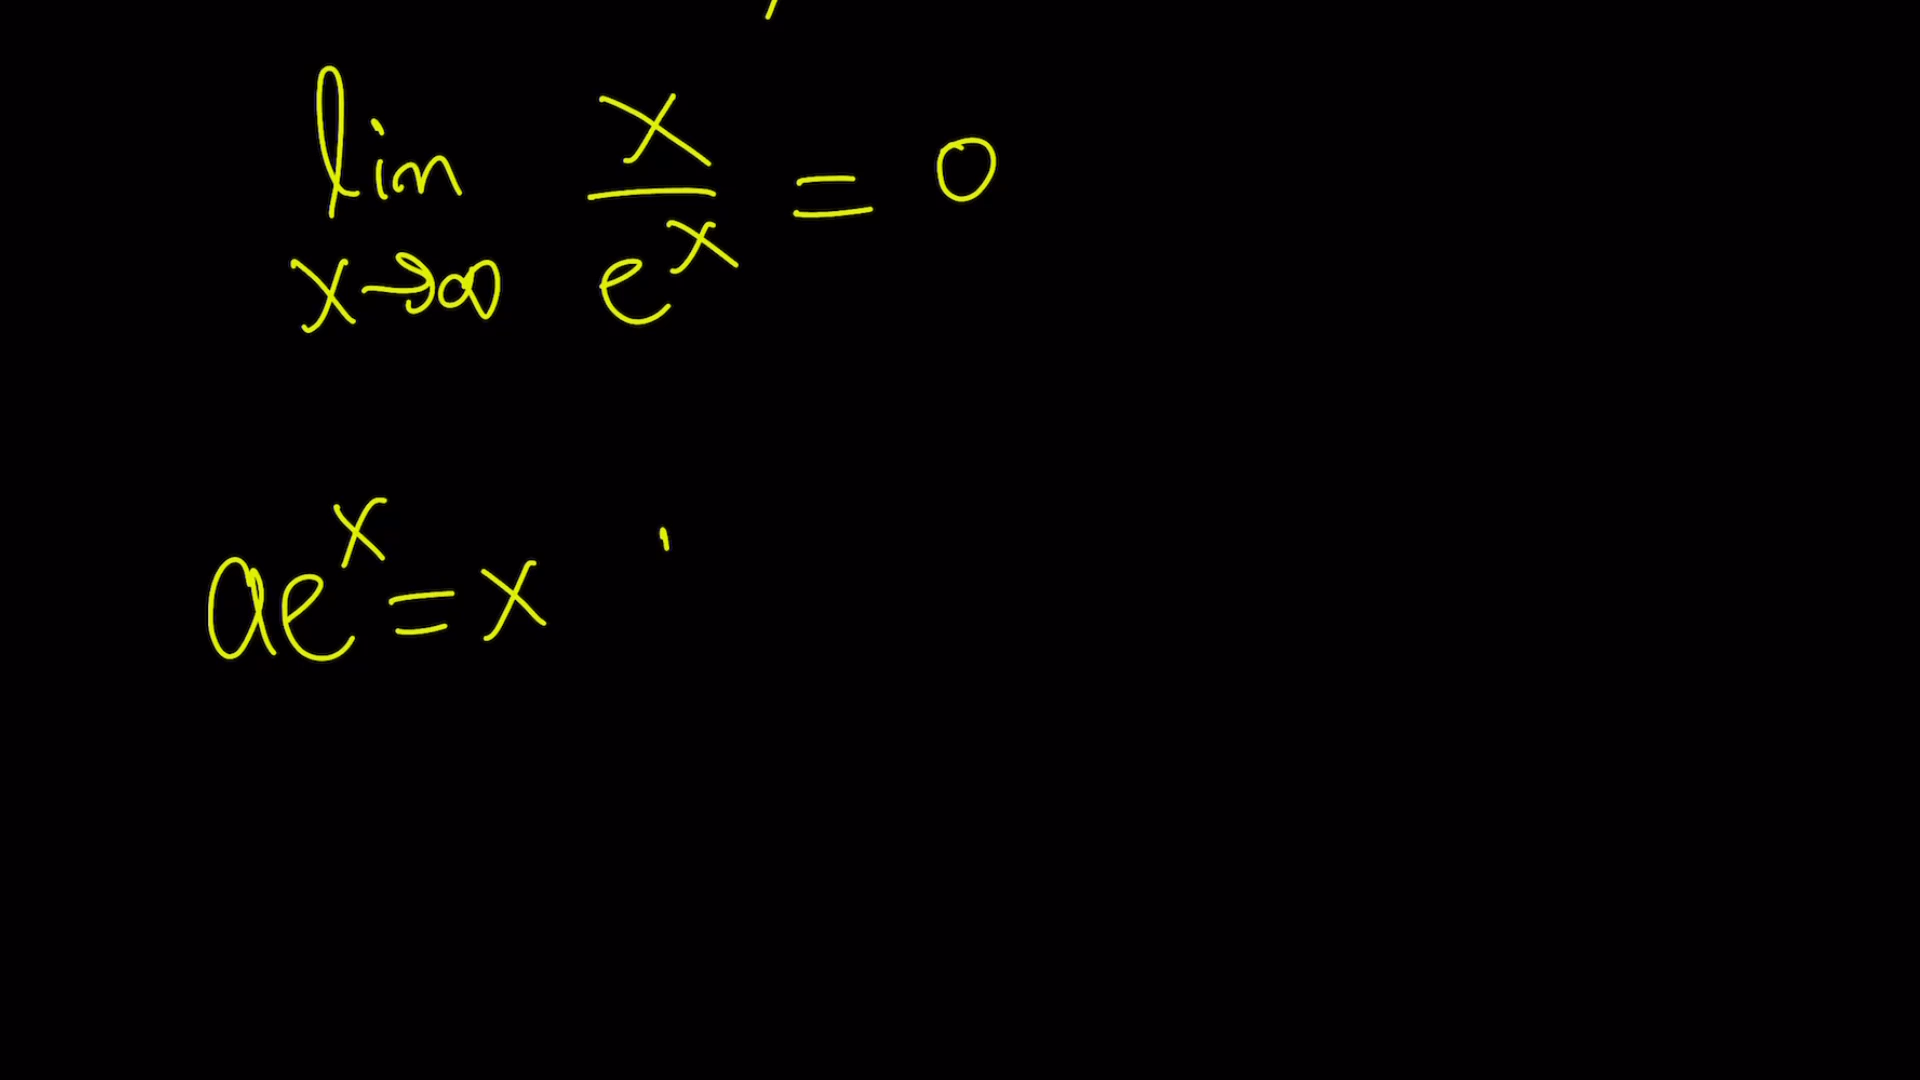 lim x/e^x = 0
x→∞
ae^x = x